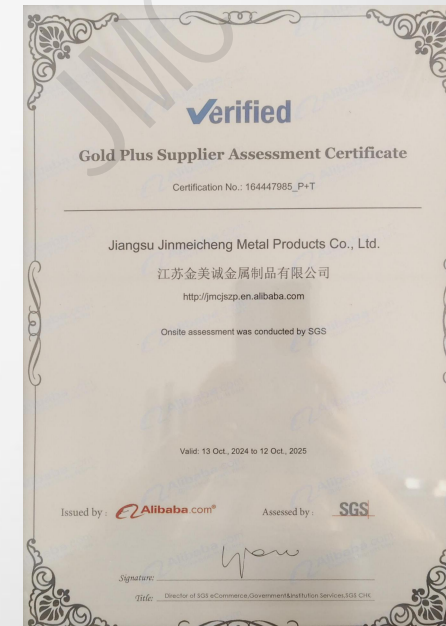 JMC
Verified
Gold Plus Supplier Assessment Certificate
Certification No.: 164447985_P+T
Jiangsu Jinmeicheng Metal Products Co., Ltd.
江苏金美诚金属制品有限公司
http://jmcjszp.en.alibaba.com
Onsite assessment was conducted by SGS
Valid: 13 Oct., 2024 to 12 Oct., 2025
Issued by : Alibaba.com® Assessed by : SGS
Signature:
Title: Director of SGS eCommerce,Government&Institution Services,SGS CHK.